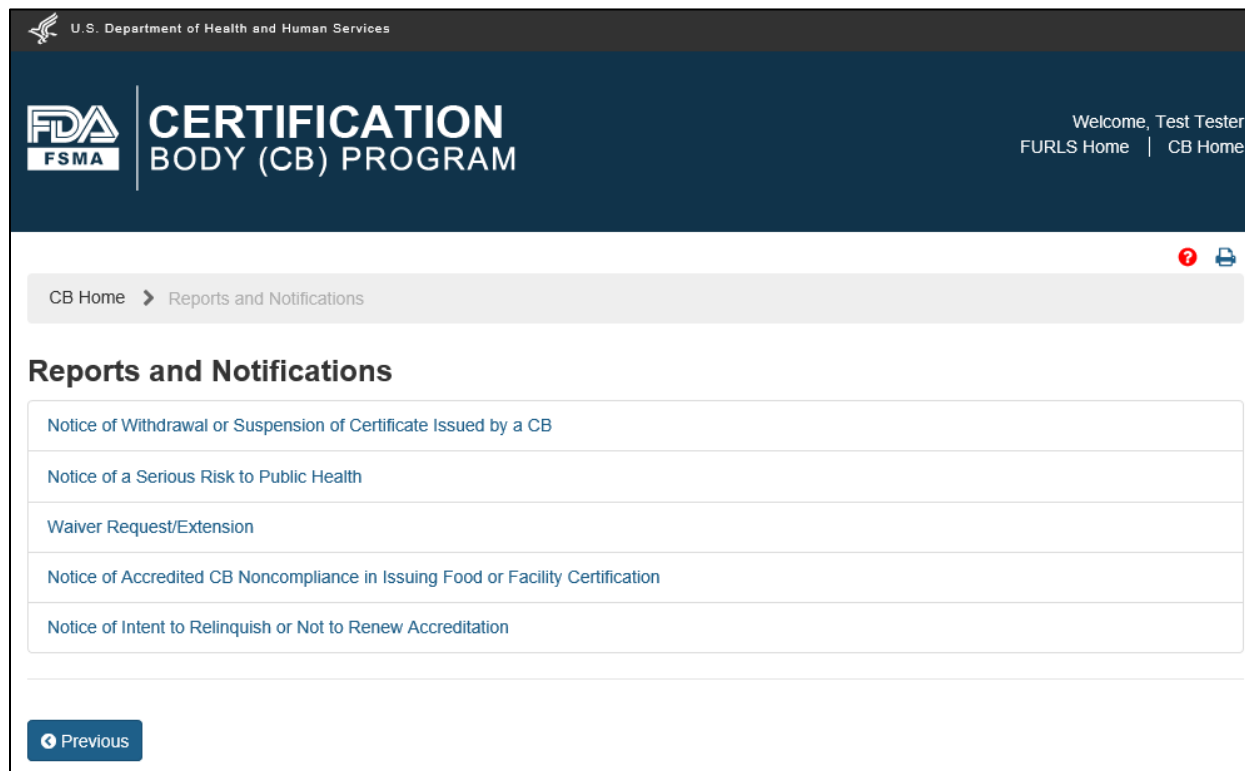 U.S. Department of Health and Human Services
FDA
FSMA
CERTIFICATION
BODY (CB) PROGRAM
Welcome, Test Tester
FURLS Home | CB Home
?
CB Home > Reports and Notifications
Reports and Notifications
Notice of Withdrawal or Suspension of Certificate Issued by a CB
Notice of a Serious Risk to Public Health
Waiver Request/Extension
Notice of Accredited CB Noncompliance in Issuing Food or Facility Certification
Notice of Intent to Relinquish or Not to Renew Accreditation
Previous